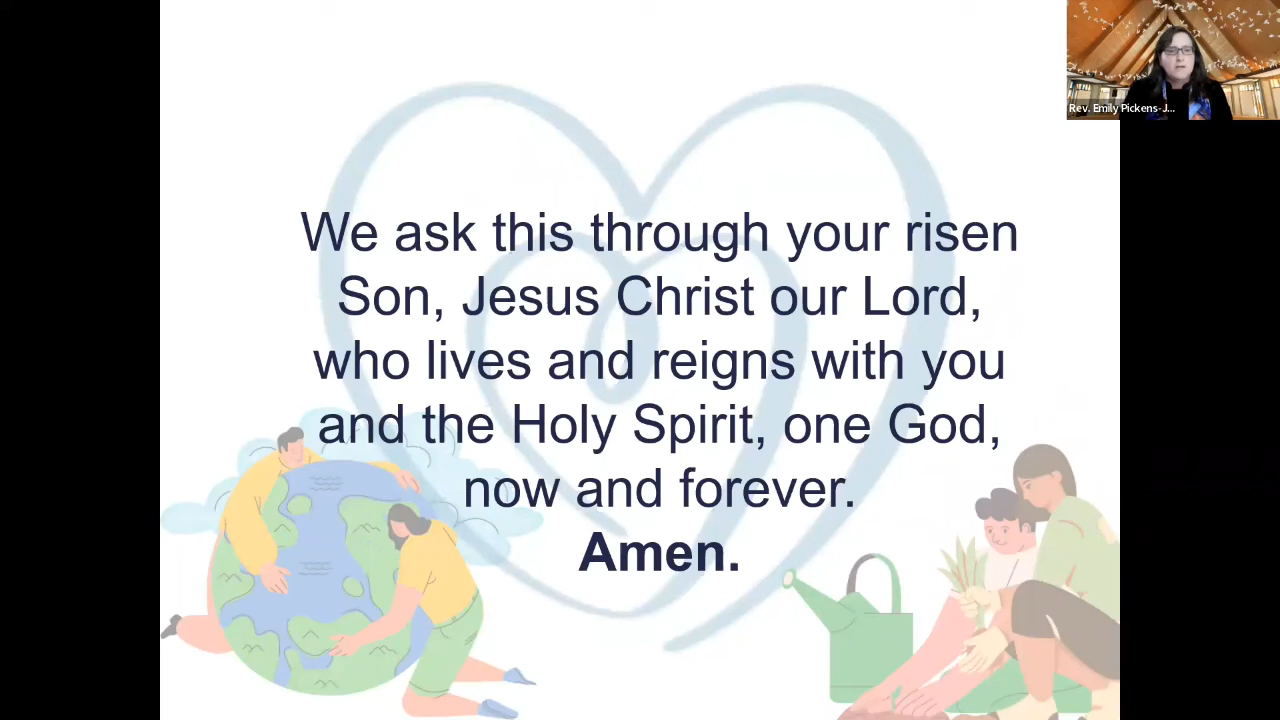 Rev. Emily Pickens-J...
We ask this through your risen
Son, Jesus Christ our Lord,
who lives and reigns with you
and the Holy Spirit, one God,
now and forever.
Amen.